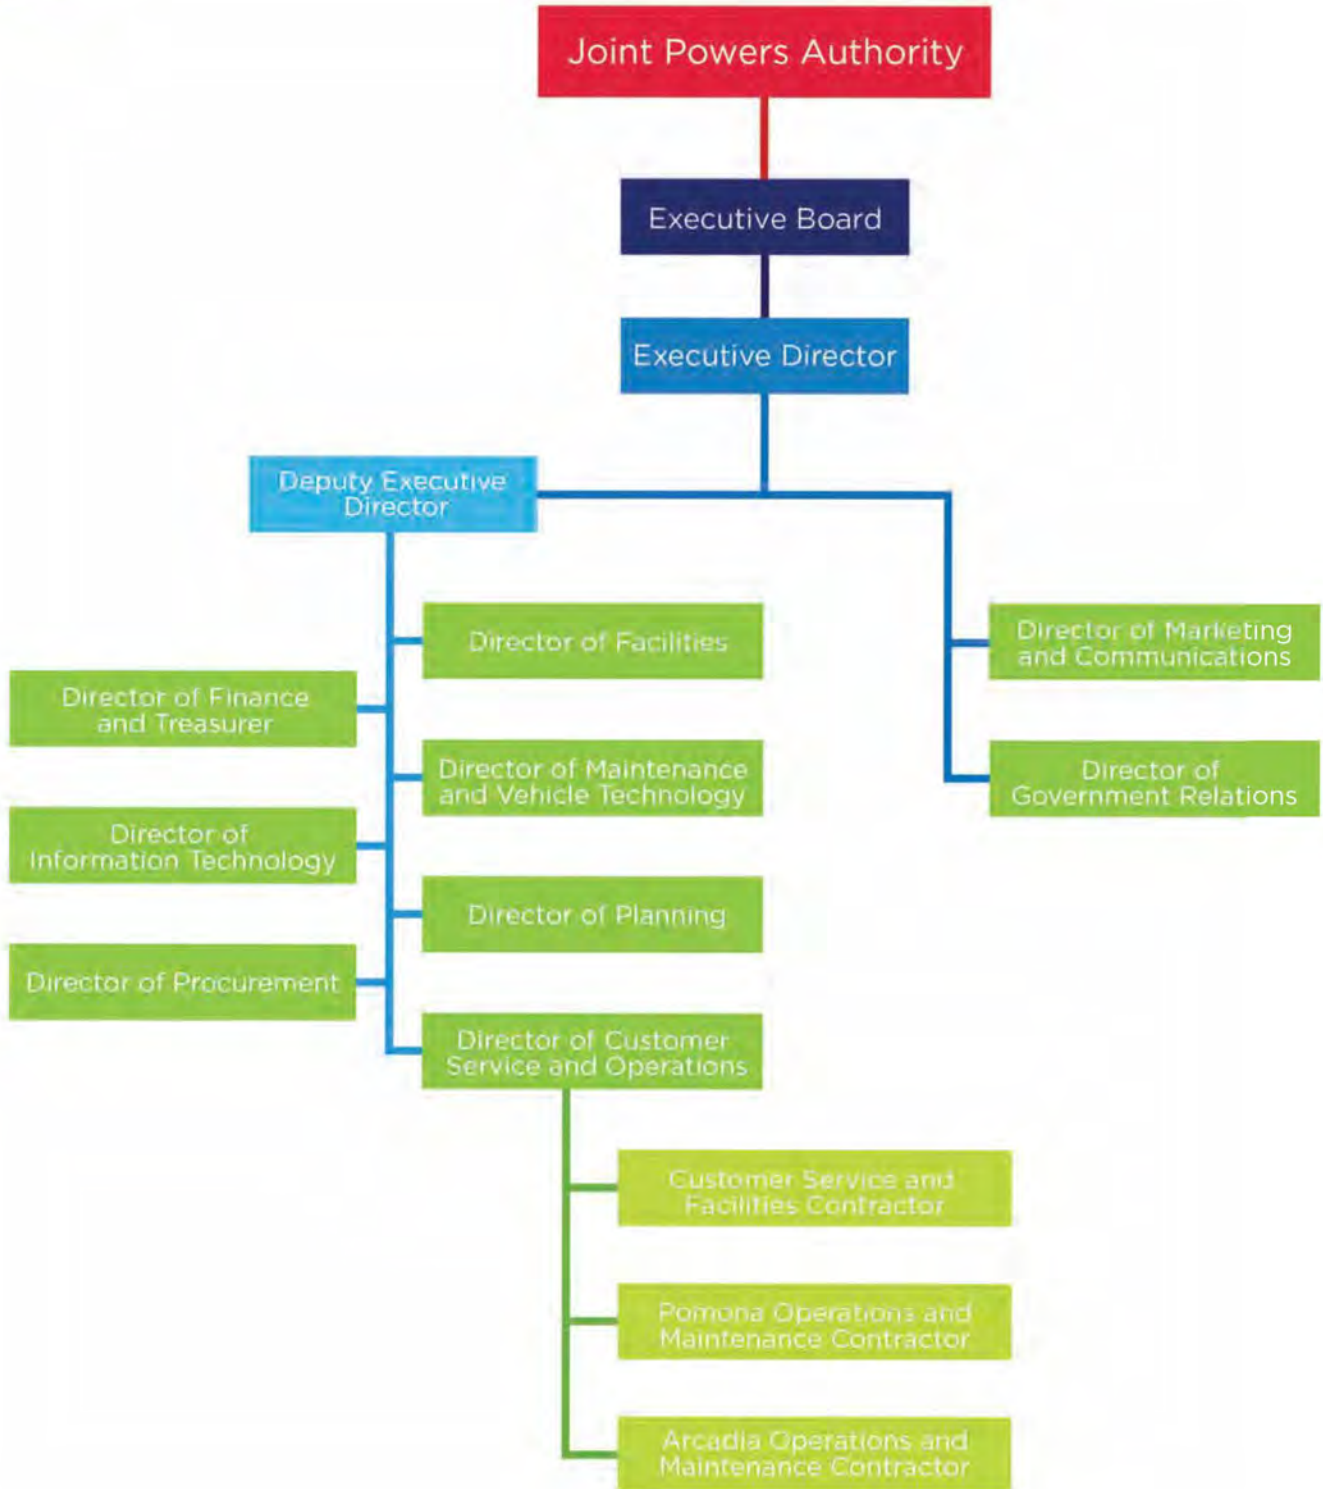 Joint Powers Authority
Executive Board
Executive Director
Deputy Executive
Director
Director of Facilities
Director of Marketing
and Communications
Director of Finance
and Treasurer
Director of Maintenance
and Vehicle Technology
Director of
Government Relations
Director of
Information Technology
Director of Planning
Director of Procurement
Director of Customer
Service and Operations
Customer Service and
Facilities Contractor
Pomona Operations and
Maintenance Contractor
Arcadia Operations and
Maintenance Contractor